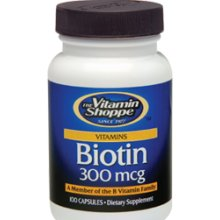 THE
Vitamin
Shoppe
SINCE 1977
VITAMINS
Biotin
300 mcg
A Member of the B-Vitamin Family
100 CAPSULES • Dietary Supplement